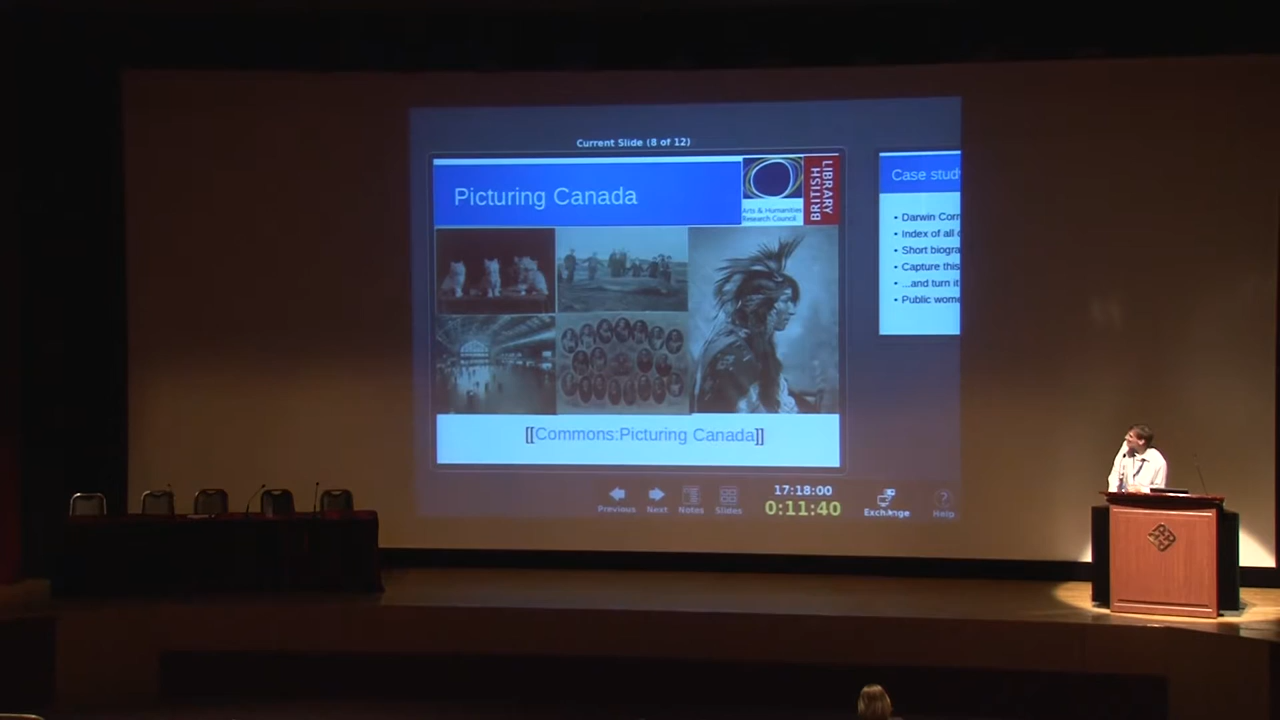 Current Slide (8 of 12)
Picturing Canada
Arts & Humanities
Research Council
BRITISH
LIBRARY
[[Commons:Picturing Canada]]
Case study
• Darwin Corr
• Index of all
• Short biogra
• Capture this
• ...and turn it
• Public wome
Previous
Next
Notes
Slides
17:18:00
0:11:40
Exchange
?
Help